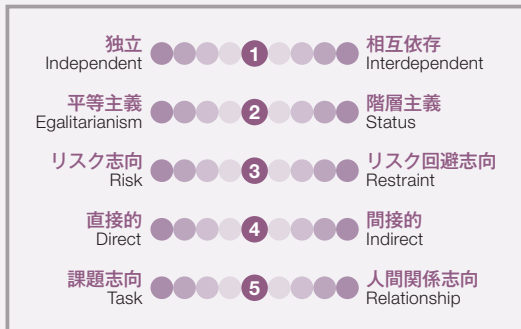 独立 1 相互依存
Independent Interdependent
平等主義 2 階層主義
Egalitarianism Status
リスク志向 3 リスク回避志向
Risk Restraint
直接的 4 間接的
Direct Indirect
課題志向 5 人間関係志向
Task Relationship